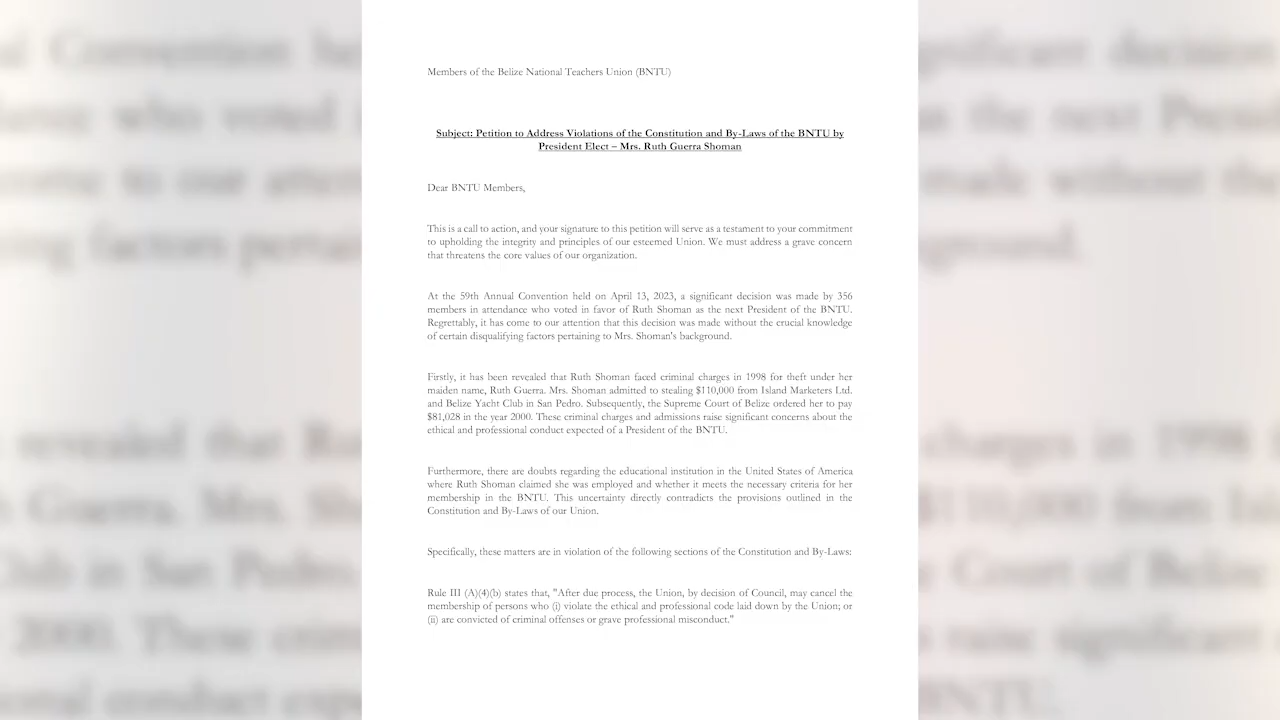 Members of the Belize National Teachers Union (BNTU)
Subject: Petition to Address Violations of the Constitution and By-Laws of the BNTU by
President Elect – Mrs. Ruth Guerra Shoman
Dear BNTU Members,
This is a call to action, and your signature to this petition will serve as a testament to your commitment
to upholding the integrity and principles of our esteemed Union. We must address a grave concern
that threatens the core values of our organization.
At the 59th Annual Convention held on April 13, 2023, a significant decision was made by 356
members in attendance who voted in favor of Ruth Shoman as the next President of the BNTU.
Regrettably, it has come to our attention that this decision was made without the crucial knowledge
of certain disqualifying factors pertaining to Mrs. Shoman's background.
Firstly, it has been revealed that Ruth Shoman faced criminal charges in 1998 for theft under her
maiden name, Ruth Guerra. Mrs. Shoman admitted to stealing $110,000 from Island Marketers Ltd.
and Belize Yacht Club in San Pedro. Subsequently, the Supreme Court of Belize ordered her to pay
$81,028 in the year 2000. These criminal charges and admissions raise significant concerns about the
ethical and professional conduct expected of a President of the BNTU.
Furthermore, there are doubts regarding the educational institution in the United States of America
where Ruth Shoman claimed she was employed and whether it meets the necessary criteria for her
membership in the BNTU. This uncertainty directly contradicts the provisions outlined in the
Constitution and By-Laws of our Union.
Specifically, these matters are in violation of the following sections of the Constitution and By-Laws:
Rule III (A)(4)(b) states that, "After due process, the Union, by decision of Council, may cancel the
membership of persons who (i) violate the ethical and professional code laid down by the Union; or
(ii) are convicted of criminal offenses or grave professional misconduct."